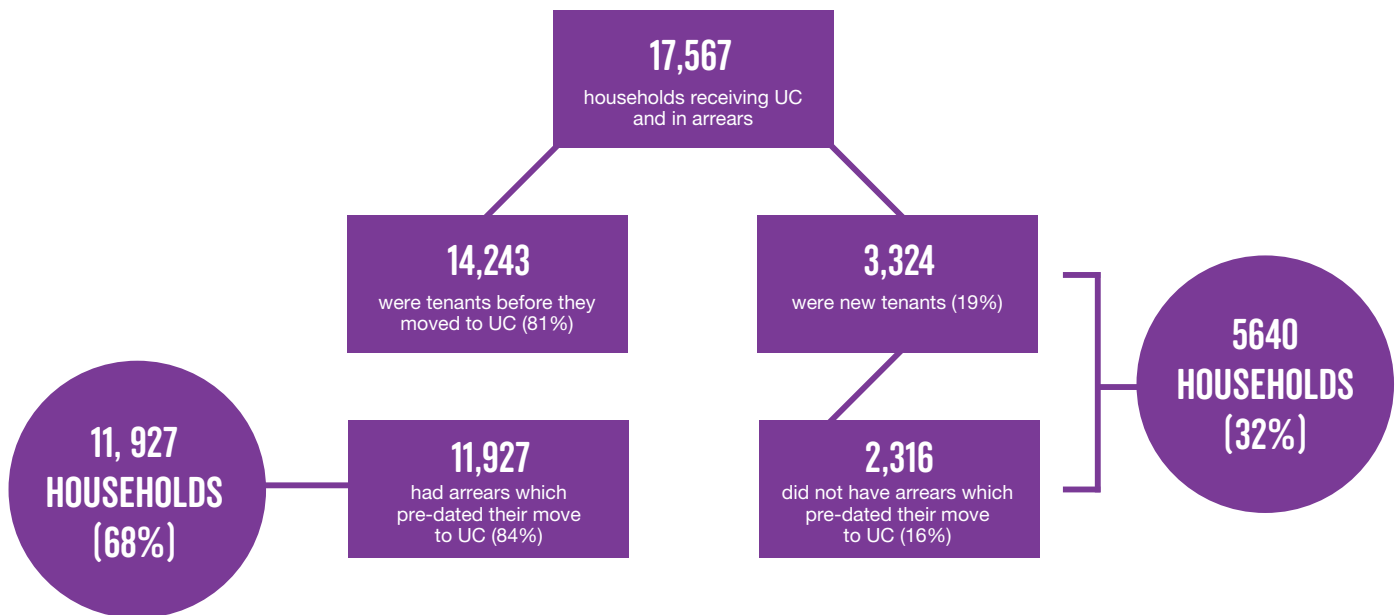 17,567
households receiving UC
and in arrears
14,243
were tenants before they
moved to UC (81%)
3,324
were new tenants (19%)
5640
HOUSEHOLDS
(32%)
11, 927
HOUSEHOLDS
(68%)
11,927
had arrears which
pre-dated their move
to UC (84%)
2,316
did not have arrears which
pre-dated their move
to UC (16%)